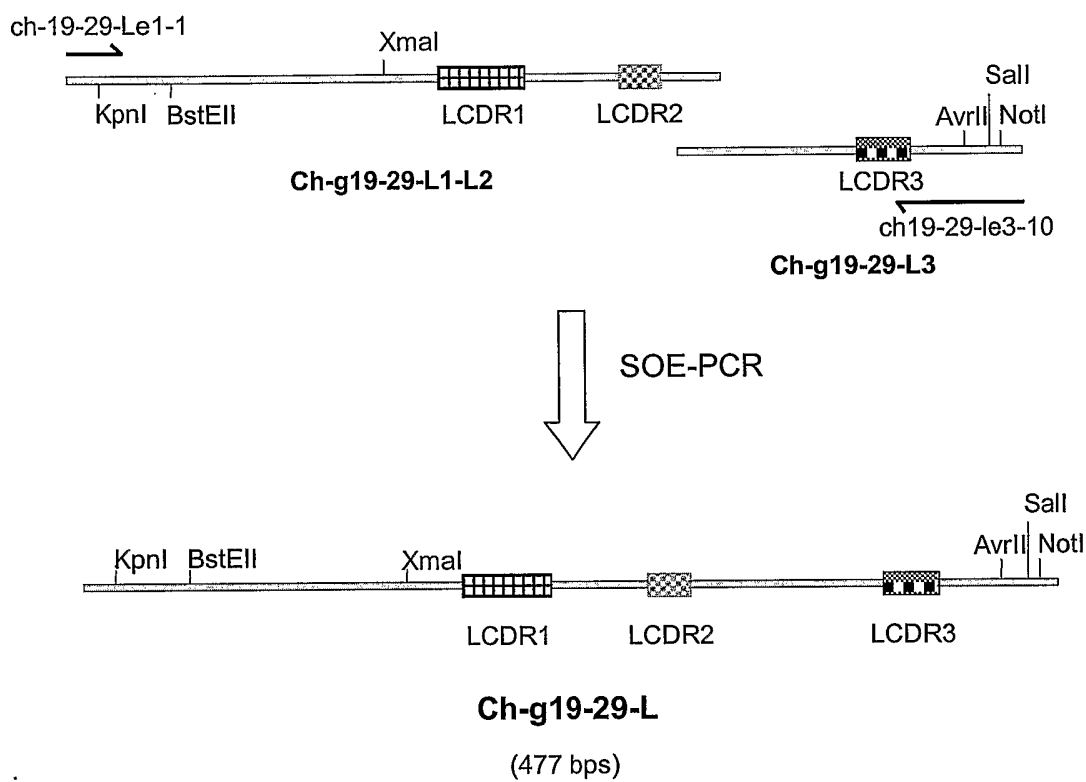 ch-19-29-Le1-1
XmaI
KpnI
BstEII
LCDR1
LCDR2
SalI
AvrII
NotI
LCDR3
Ch-g19-29-L1-L2
ch19-29-le3-10
Ch-g19-29-L3
SOE-PCR
SalI
KpnI
BstEII
XmaI
AvrII
NotI
LCDR1
LCDR2
LCDR3
Ch-g19-29-L
(477 bps)